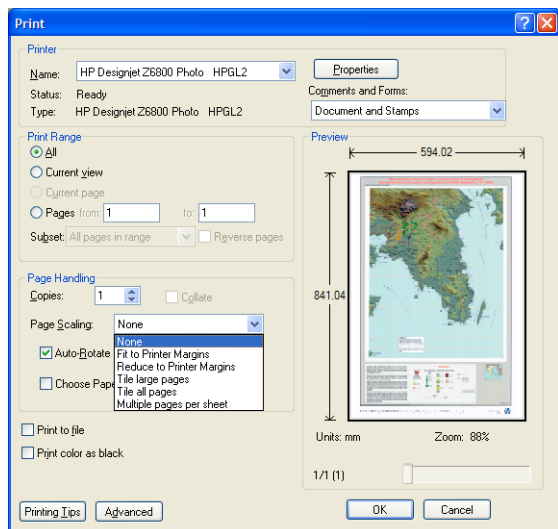 Print
Printer
Name: HP Designjet Z6800 Photo HPGL2
Properties
Status: Ready
Comments and Forms:
Type: HP Designjet Z6800 Photo HPGL2
Document and Stamps
Print Range
All
Current view
Current page
Pages from: 1 to: 1
Subset: All pages in range Reverse pages
Page Handling
Copies: 1 Collate
Page Scaling: None
None
Fit to Printer Margins
Reduce to Printer Margins
Tile large pages
Tile all pages
Multiple pages per sheet
Auto-Rotate
Choose Pape
Print to file
Print color as black
Preview
594.02
841.04
Units: mm Zoom: 88%
1/1 (1)
Printing Tips
Advanced
OK
Cancel